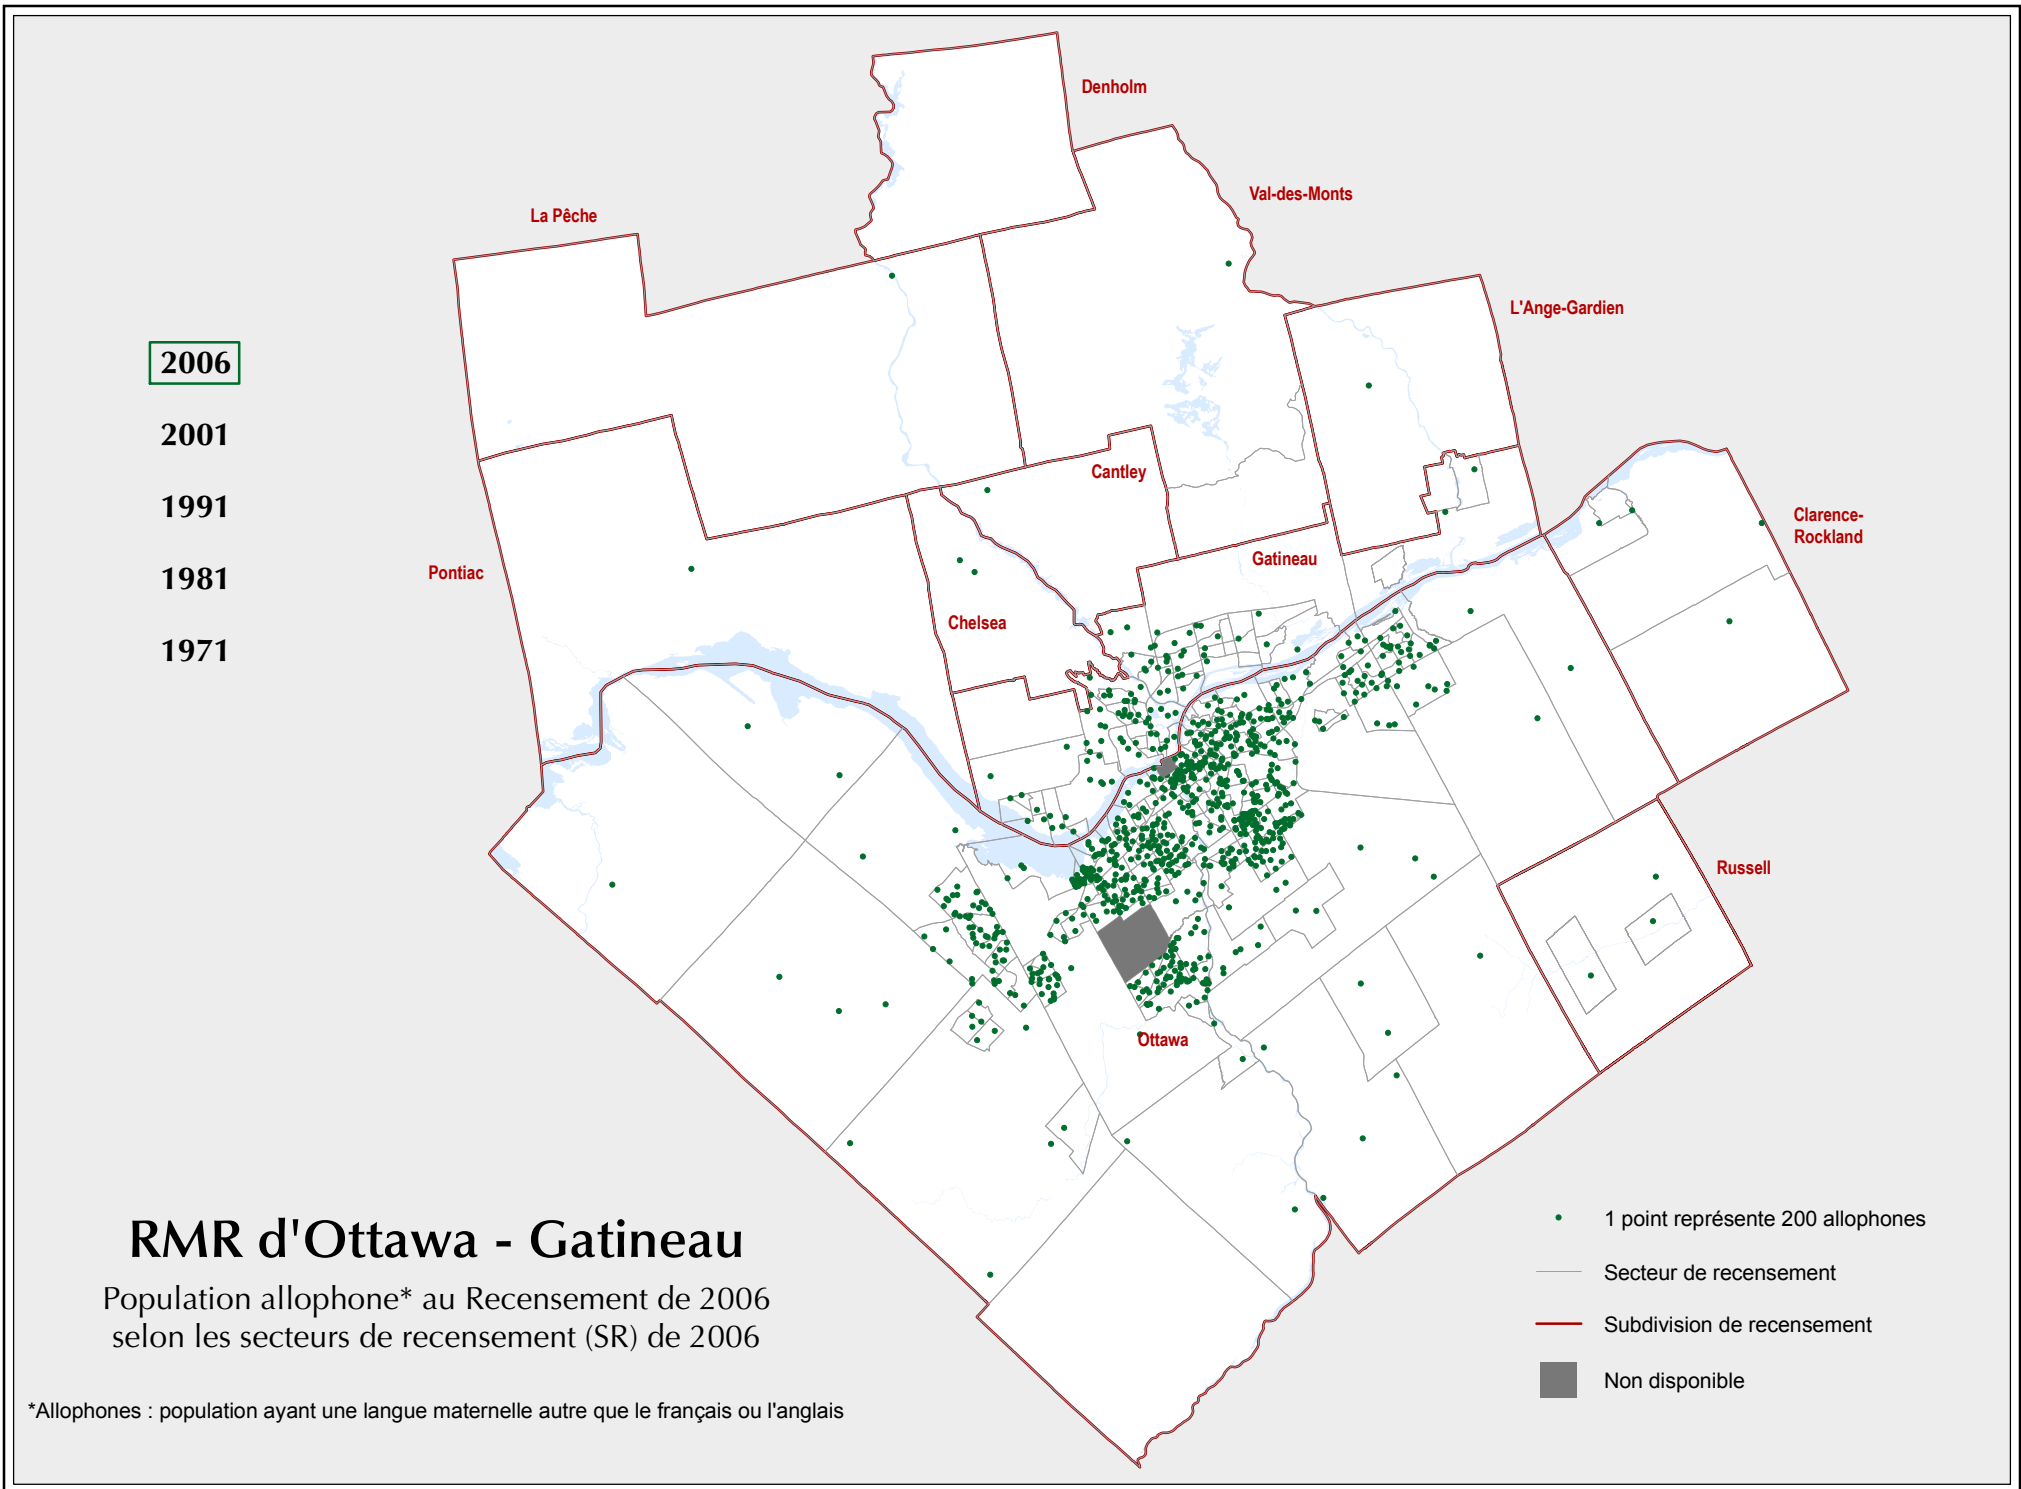 Denholm
Val-des-Monts
La Pêche
L'Ange-Gardien
2006
2001
1991
1981
1971
Cantley
Clarence-
Rockland
Gatineau
Pontiac
Chelsea
Russell
Ottawa
RMR d'Ottawa - Gatineau
Population allophone* au Recensement de 2006
selon les secteurs de recensement (SR) de 2006
*Allophones : population ayant une langue maternelle autre que le français ou l'anglais
1 point représente 200 allophones
Secteur de recensement
Subdivision de recensement
Non disponible